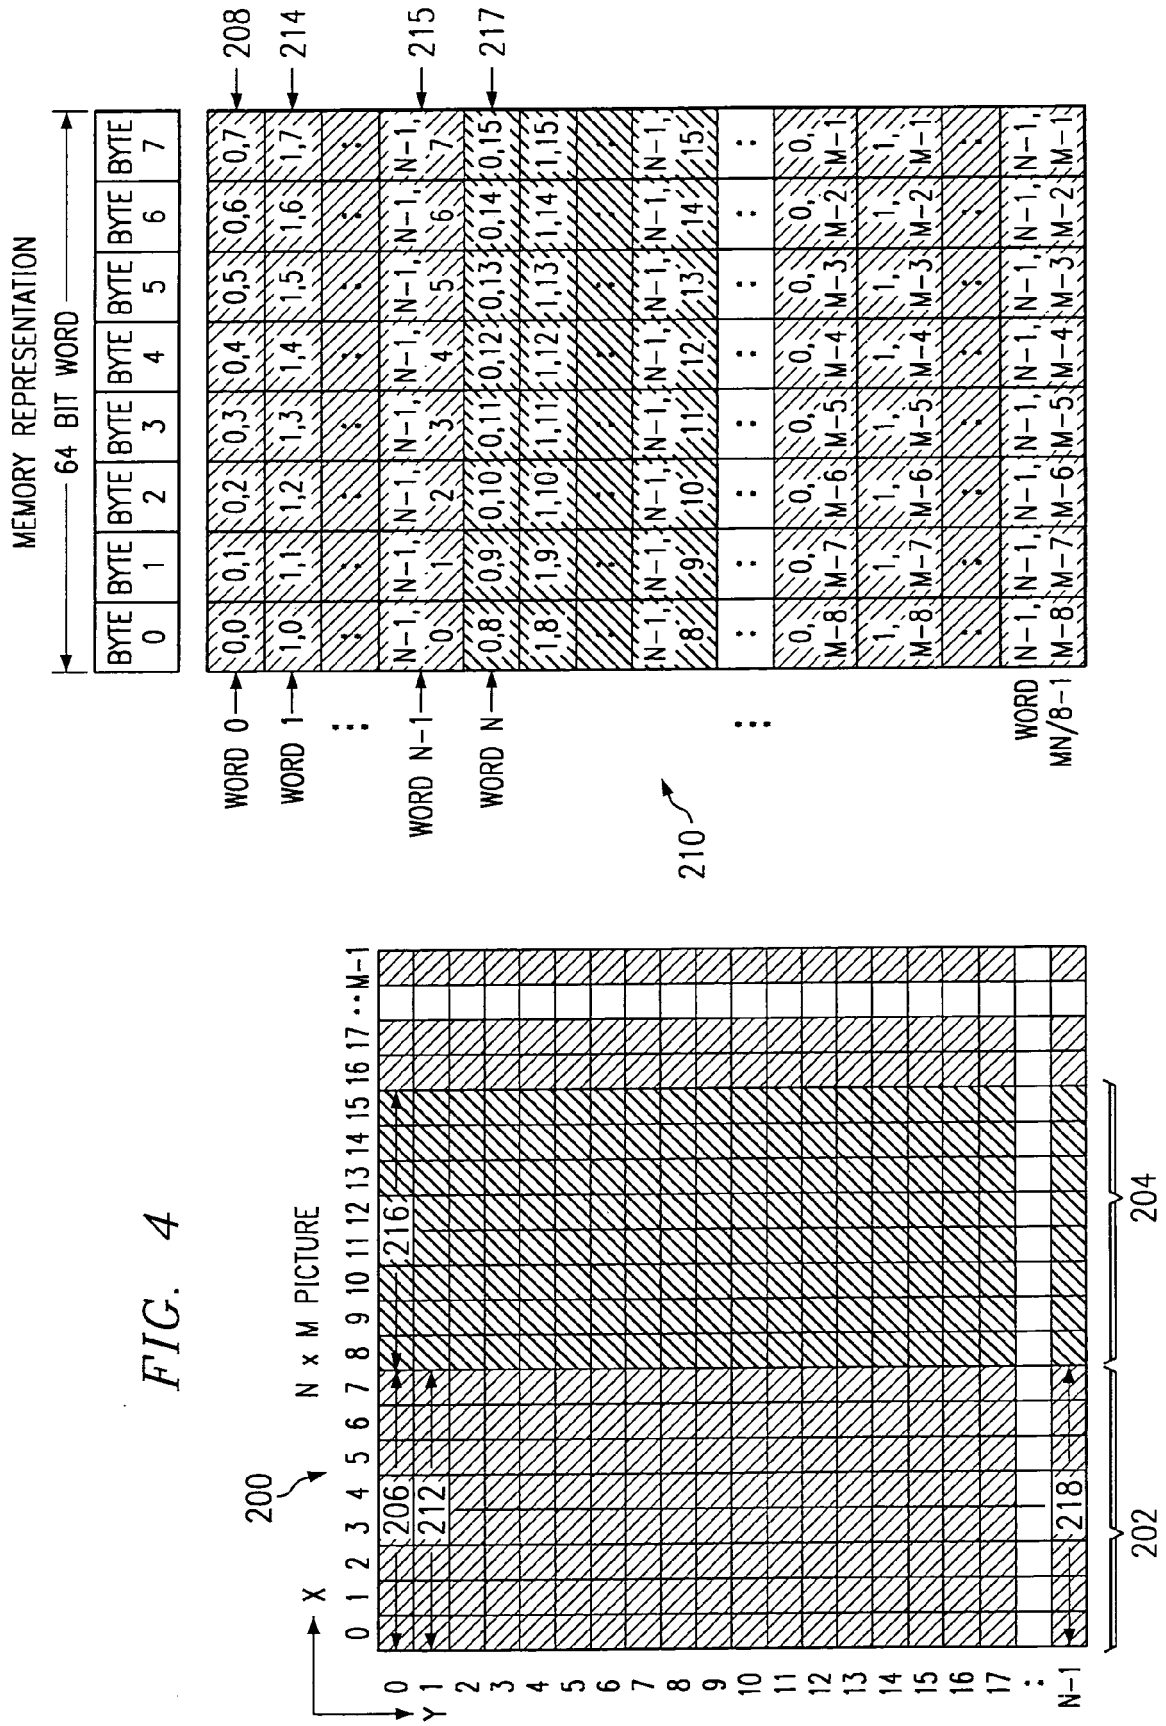 FIG. 4
200
N x M PICTURE
X
Y
0 1 2 3 4 5 6 7 8 9 10 11 12 13 14 15 16 17 ·· M-1
0
1
2
3
4
5
6
7
8
9
10
11
12
13
14
15
16
17
:
N-1
206
216
212
218
202
204
MEMORY REPRESENTATION
64 BIT WORD
BYTE 0 BYTE 1 BYTE 2 BYTE 3 BYTE 4 BYTE 5 BYTE 6 BYTE 7
WORD 0 0,0 0,1 0,2 0,3 0,4 0,5 0,6 0,7 208
WORD 1 1,0 1,1 1,2 1,3 1,4 1,5 1,6 1,7 214
WORD N-1 N-1,0 N-1,1 N-1,2 N-1,3 N-1,4 N-1,5 N-1,6 N-1,7 215
WORD N 0,8 0,9 0,10 0,11 0,12 0,13 0,14 0,15 217
1,8 1,9 1,10 1,11 1,12 1,13 1,14 1,15
N-1,8 N-1,9 N-1,10 N-1,11 N-1,12 N-1,13 N-1,14 N-1,15
0,M-8 0,M-7 0,M-6 0,M-5 0,M-4 0,M-3 0,M-2 0,M-1
1,M-8 1,M-7 1,M-6 1,M-5 1,M-4 1,M-3 1,M-2 1,M-1
WORD MN/8-1 N-1,M-8 N-1,M-7 N-1,M-6 N-1,M-5 N-1,M-4 N-1,M-3 N-1,M-2 N-1,M-1
210